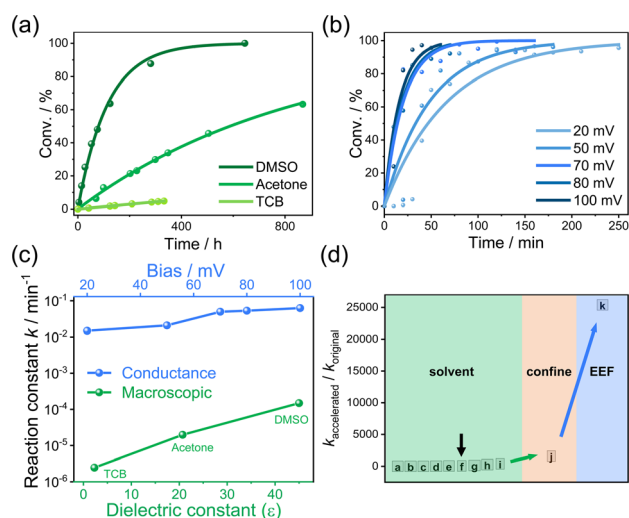 (a)
Conv. / %
100
80
60
40
20
0
DMSO
Acetone
TCB
0
400
800
Time / h
(b)
Conv. / %
100
80
60
40
20
0
20 mV
50 mV
70 mV
80 mV
100 mV
0
50
100
150
200
250
Time / min
(c)
Bias / mV
20
40
60
80
100
Reaction constant k / min⁻¹
10⁻¹
10⁻²
10⁻³
10⁻⁴
10⁻⁵
10⁻⁶
Conductance
Macroscopic
TCB
Acetone
DMSO
0
10
20
30
40
Dielectric constant (ε)
(d)
k accelerated / k original
25000
20000
15000
10000
5000
0
solvent
confine
EEF
a b c d e f g h i
j
k